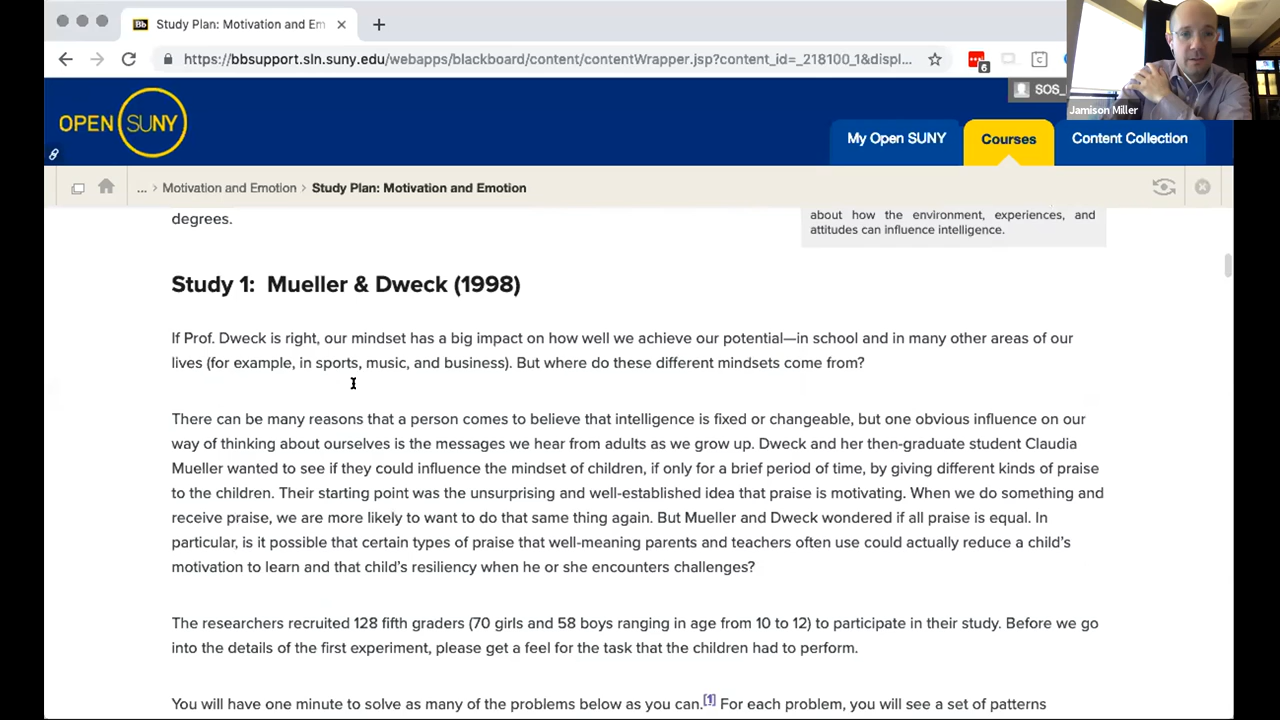 Bb Study Plan: Motivation and Em
https://bbsupport.sln.suny.edu/webapps/blackboard/content/contentWrapper.jsp?content_id=_218100_1&displ...
6
SOS_
Jamison Miller
OPEN SUNY
My Open SUNY
Courses
Content Collection
... > Motivation and Emotion > Study Plan: Motivation and Emotion
degrees.
about how the environment, experiences, and
attitudes can influence intelligence.
Study 1: Mueller & Dweck (1998)
If Prof. Dweck is right, our mindset has a big impact on how well we achieve our potential—in school and in many other areas of our
lives (for example, in sports, music, and business). But where do these different mindsets come from?
There can be many reasons that a person comes to believe that intelligence is fixed or changeable, but one obvious influence on our
way of thinking about ourselves is the messages we hear from adults as we grow up. Dweck and her then-graduate student Claudia
Mueller wanted to see if they could influence the mindset of children, if only for a brief period of time, by giving different kinds of praise
to the children. Their starting point was the unsurprising and well-established idea that praise is motivating. When we do something and
receive praise, we are more likely to want to do that same thing again. But Mueller and Dweck wondered if all praise is equal. In
particular, is it possible that certain types of praise that well-meaning parents and teachers often use could actually reduce a child's
motivation to learn and that child's resiliency when he or she encounters challenges?
The researchers recruited 128 fifth graders (70 girls and 58 boys ranging in age from 10 to 12) to participate in their study. Before we go
into the details of the first experiment, please get a feel for the task that the children had to perform.
You will have one minute to solve as many of the problems below as you can.[1] For each problem, you will see a set of patterns